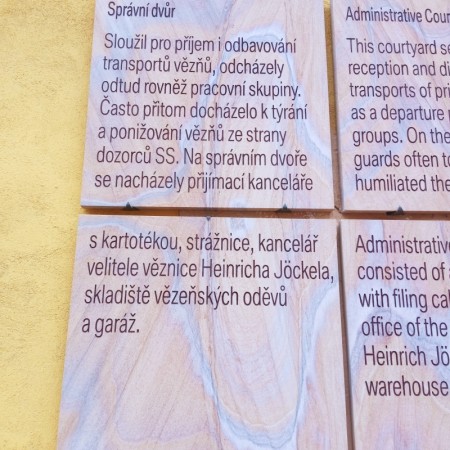 Správní dvůr
Sloužil pro příjem i odbavování
transportů vězňů, odcházely
odtud rovněž pracovní skupiny.
Často přitom docházelo k týrání
a ponižování vězňů ze strany
dozorců SS. Na správním dvoře
se nacházely přijímací kanceláře
s kartotékou, strážnice, kancelář
velitele věznice Heinricha Jöckela,
skladiště vězeňských oděvů
a garáž.
Administrative Cour
This courtyard se
reception and di
transports of pri
as a departure
groups. On the
guards often to
humiliated the
Administrative
consisted of a
with filing ca
office of the
Heinrich Jö
warehouse